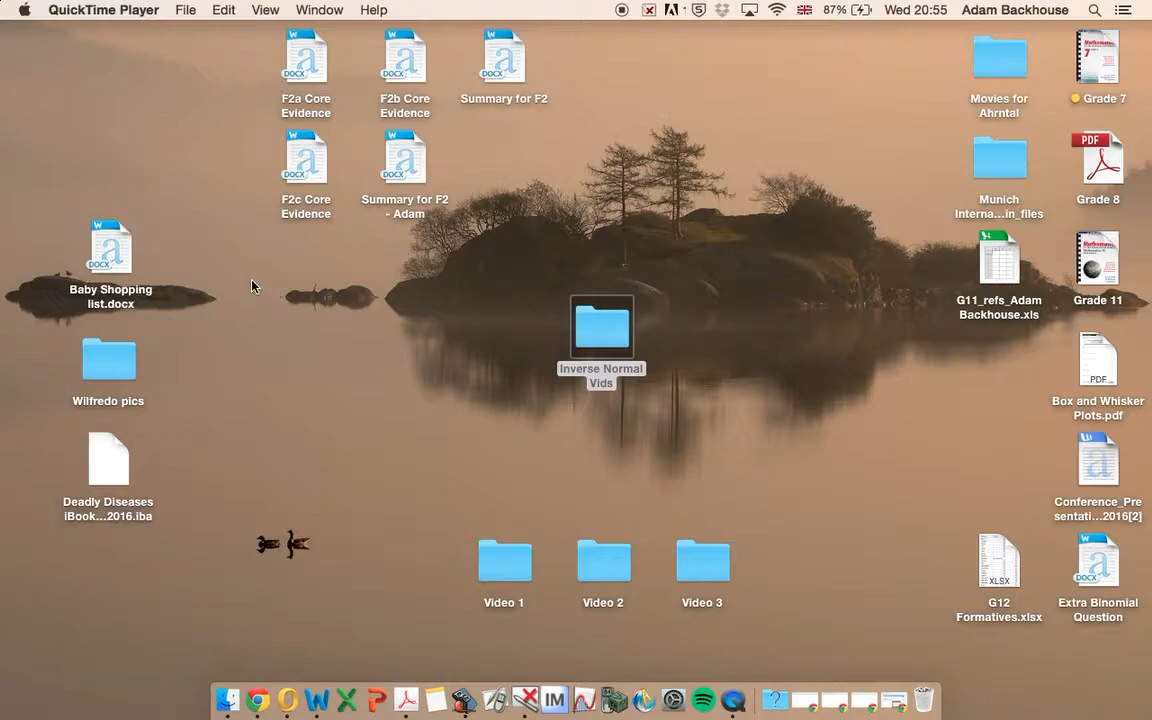 QuickTime Player File Edit View Window Help 87% Wed 20:55 Adam Backhouse
F2a Core
Evidence
F2b Core
Evidence
Summary for F2
Movies for
Ahrntal
Grade 7
F2c Core
Evidence
Summary for F2
- Adam
Munich
Interna...in_files
Grade 8
Baby Shopping
list.docx
G11_refs_Adam
Backhouse.xls
Grade 11
Inverse Normal
Vids
Wilfredo pics
Box and Whisker
Plots.pdf
Deadly Diseases
iBook...2016.iba
Conference_Pre
sentati...2016[2]
Video 1
Video 2
Video 3
G12
Formatives.xlsx
Extra Binomial
Question